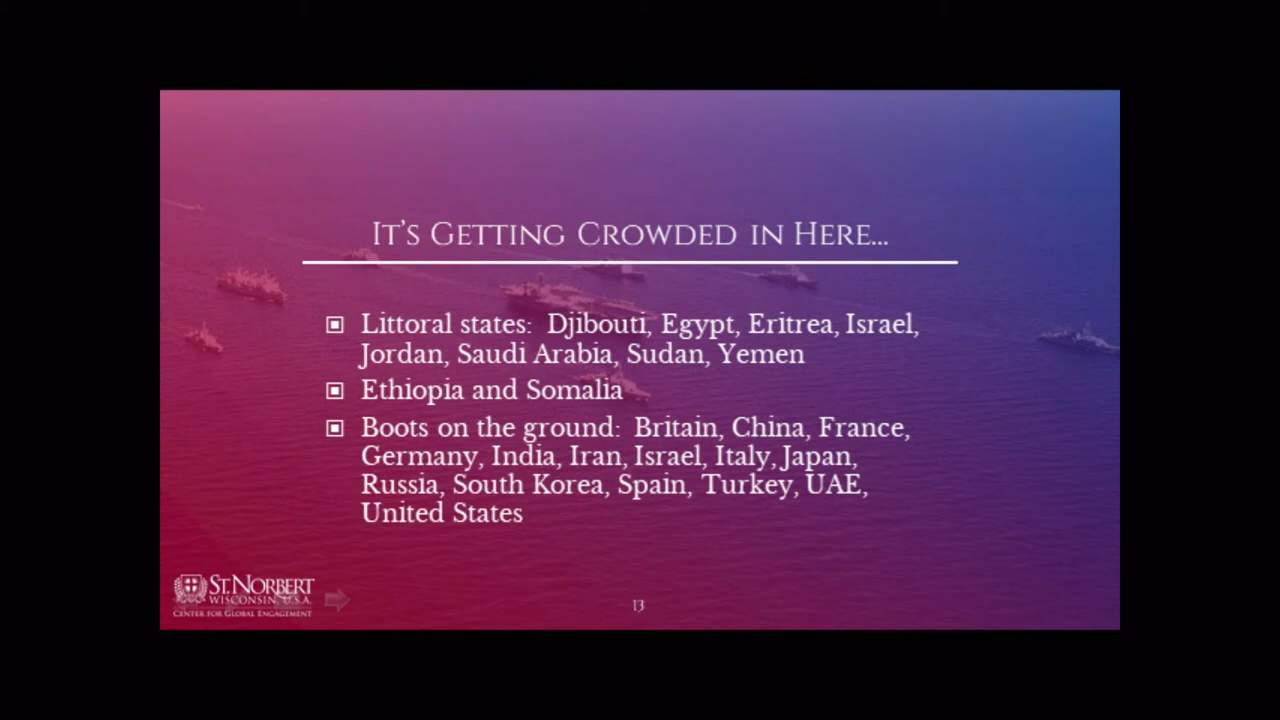 It's Getting Crowded in Here...
▣ Littoral states: Djibouti, Egypt, Eritrea, Israel,
Jordan, Saudi Arabia, Sudan, Yemen
▣ Ethiopia and Somalia
▣ Boots on the ground: Britain, China, France,
Germany, India, Iran, Israel, Italy, Japan,
Russia, South Korea, Spain, Turkey, UAE,
United States
St. Norbert
Wisconsin, U.S.A.
Center for Global Engagement
13